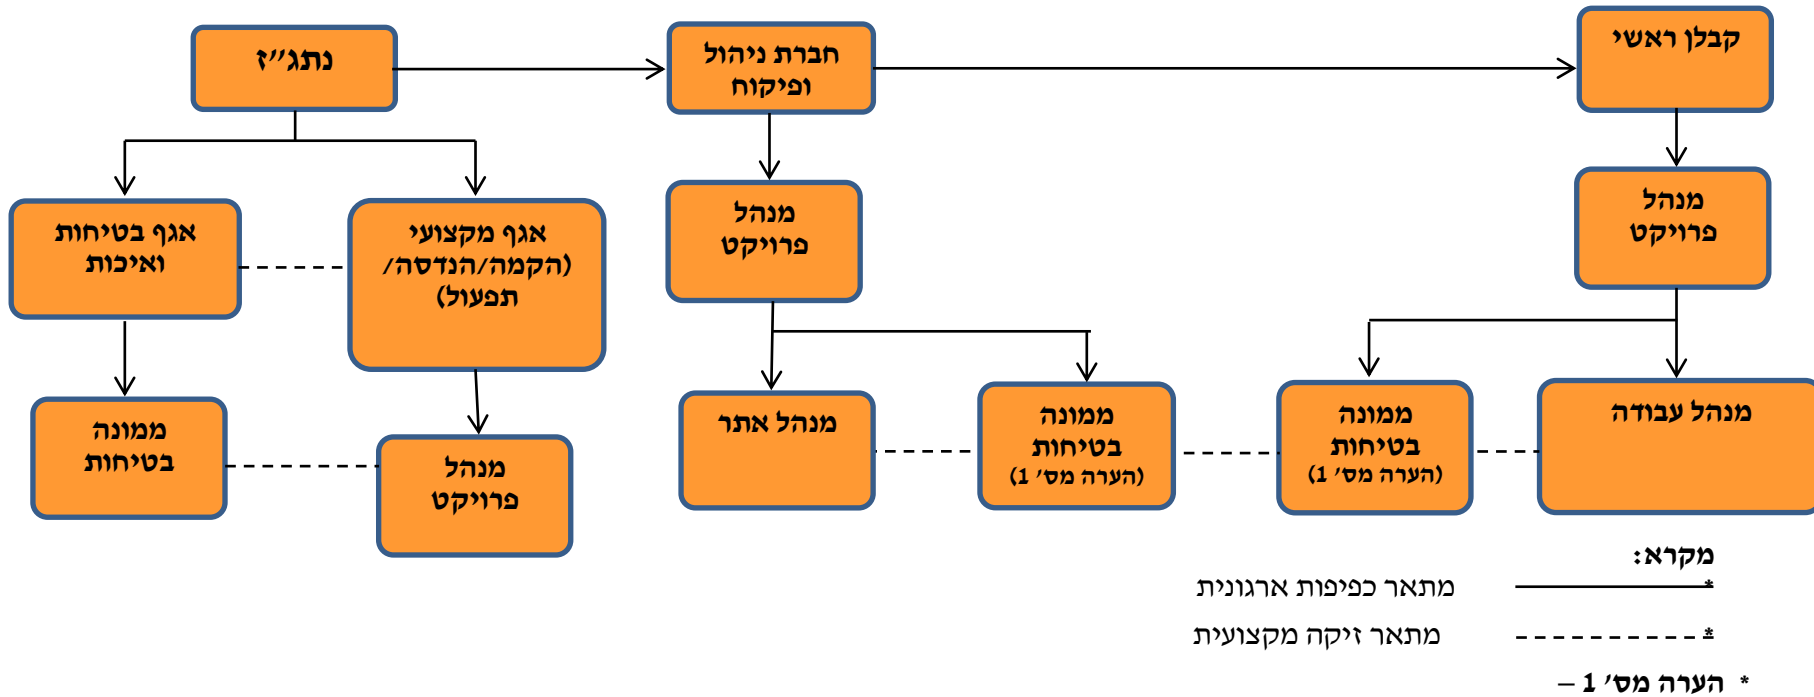 קבלן ראשי
חברת ניהול
ופיקוח
נתג״ז
מנהל
פרויקט
מנהל
פרויקט
אגף מקצועי
(הקמה/הנדסה/
תפעול)
אגף בטיחות
ואיכות
מנהל עבודה
ממונה
בטיחות
(הערה מס׳ 1)
ממונה
בטיחות
(הערה מס׳ 1)
מנהל אתר
מנהל
פרויקט
ממונה
בטיחות
מקרא:
* מתאר כפיפות ארגונית
* מתאר זיקה מקצועית
* הערה מס׳ 1 –